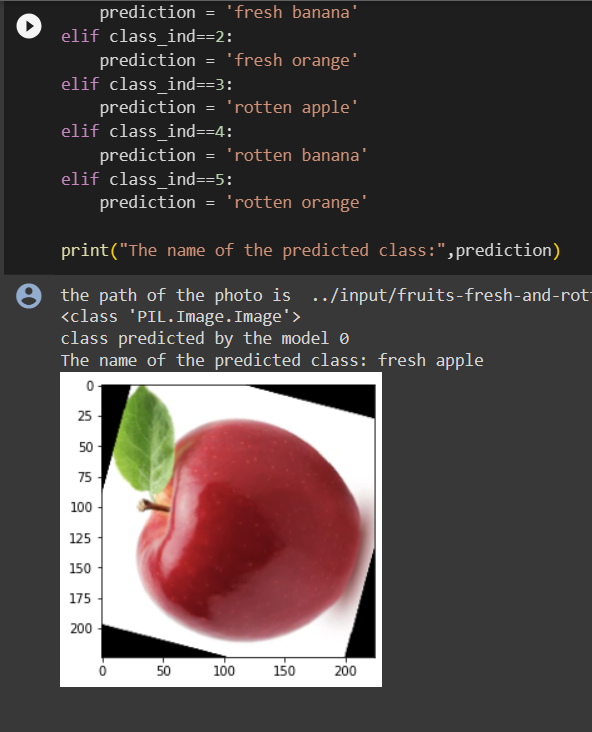 prediction = 'fresh banana'
elif class_ind==2:
prediction = 'fresh orange'
elif class_ind==3:
prediction = 'rotten apple'
elif class_ind==4:
prediction = 'rotten banana'
elif class_ind==5:
prediction = 'rotten orange'
print("The name of the predicted class:",prediction)
the path of the photo is ../input/fruits-fresh-and-rot
<class 'PIL.Image.Image'>
class predicted by the model 0
The name of the predicted class: fresh apple
0
25
50
75
100
125
150
175
200
0 50 100 150 200